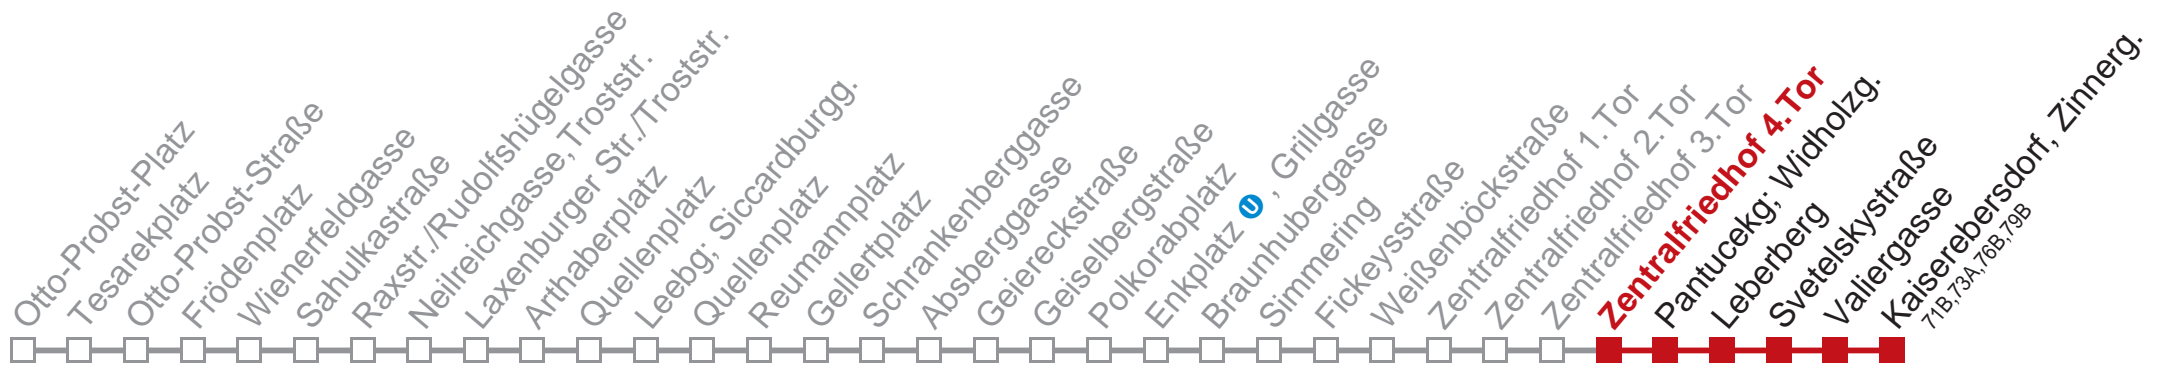 Otto-Probst-Platz
Tesarekplatz
Otto-Probst-Straße
Frödenplatz
Wienerfeldgasse
Sahulkastraße
Raxstr./Rudolfshügelgasse
Neilreichgasse, Troststr.
Laxenburger Str./Troststr.
Arthaberplatz
Quellenplatz
Leebg; Siccardburgg.
Quellenplatz
Reumannplatz
Gellertplatz
Schrankenberggasse
Absberggasse
Geiereckstraße
Geiselbergstraße
Polkorabplatz
Enkplatz U , Grillgasse
Braunhubergasse
Simmering
Fickeysstraße
Weißenböckstraße
Zentralfriedhof 1.Tor
Zentralfriedhof 2.Tor
Zentralfriedhof 3.Tor
Zentralfriedhof 4.Tor
Pantucekg; Widholzg.
Leberberg
Svetelskystraße
Valiergasse
Kaiserebersdorf, Zinnerg.
71B,73A,76B,79B